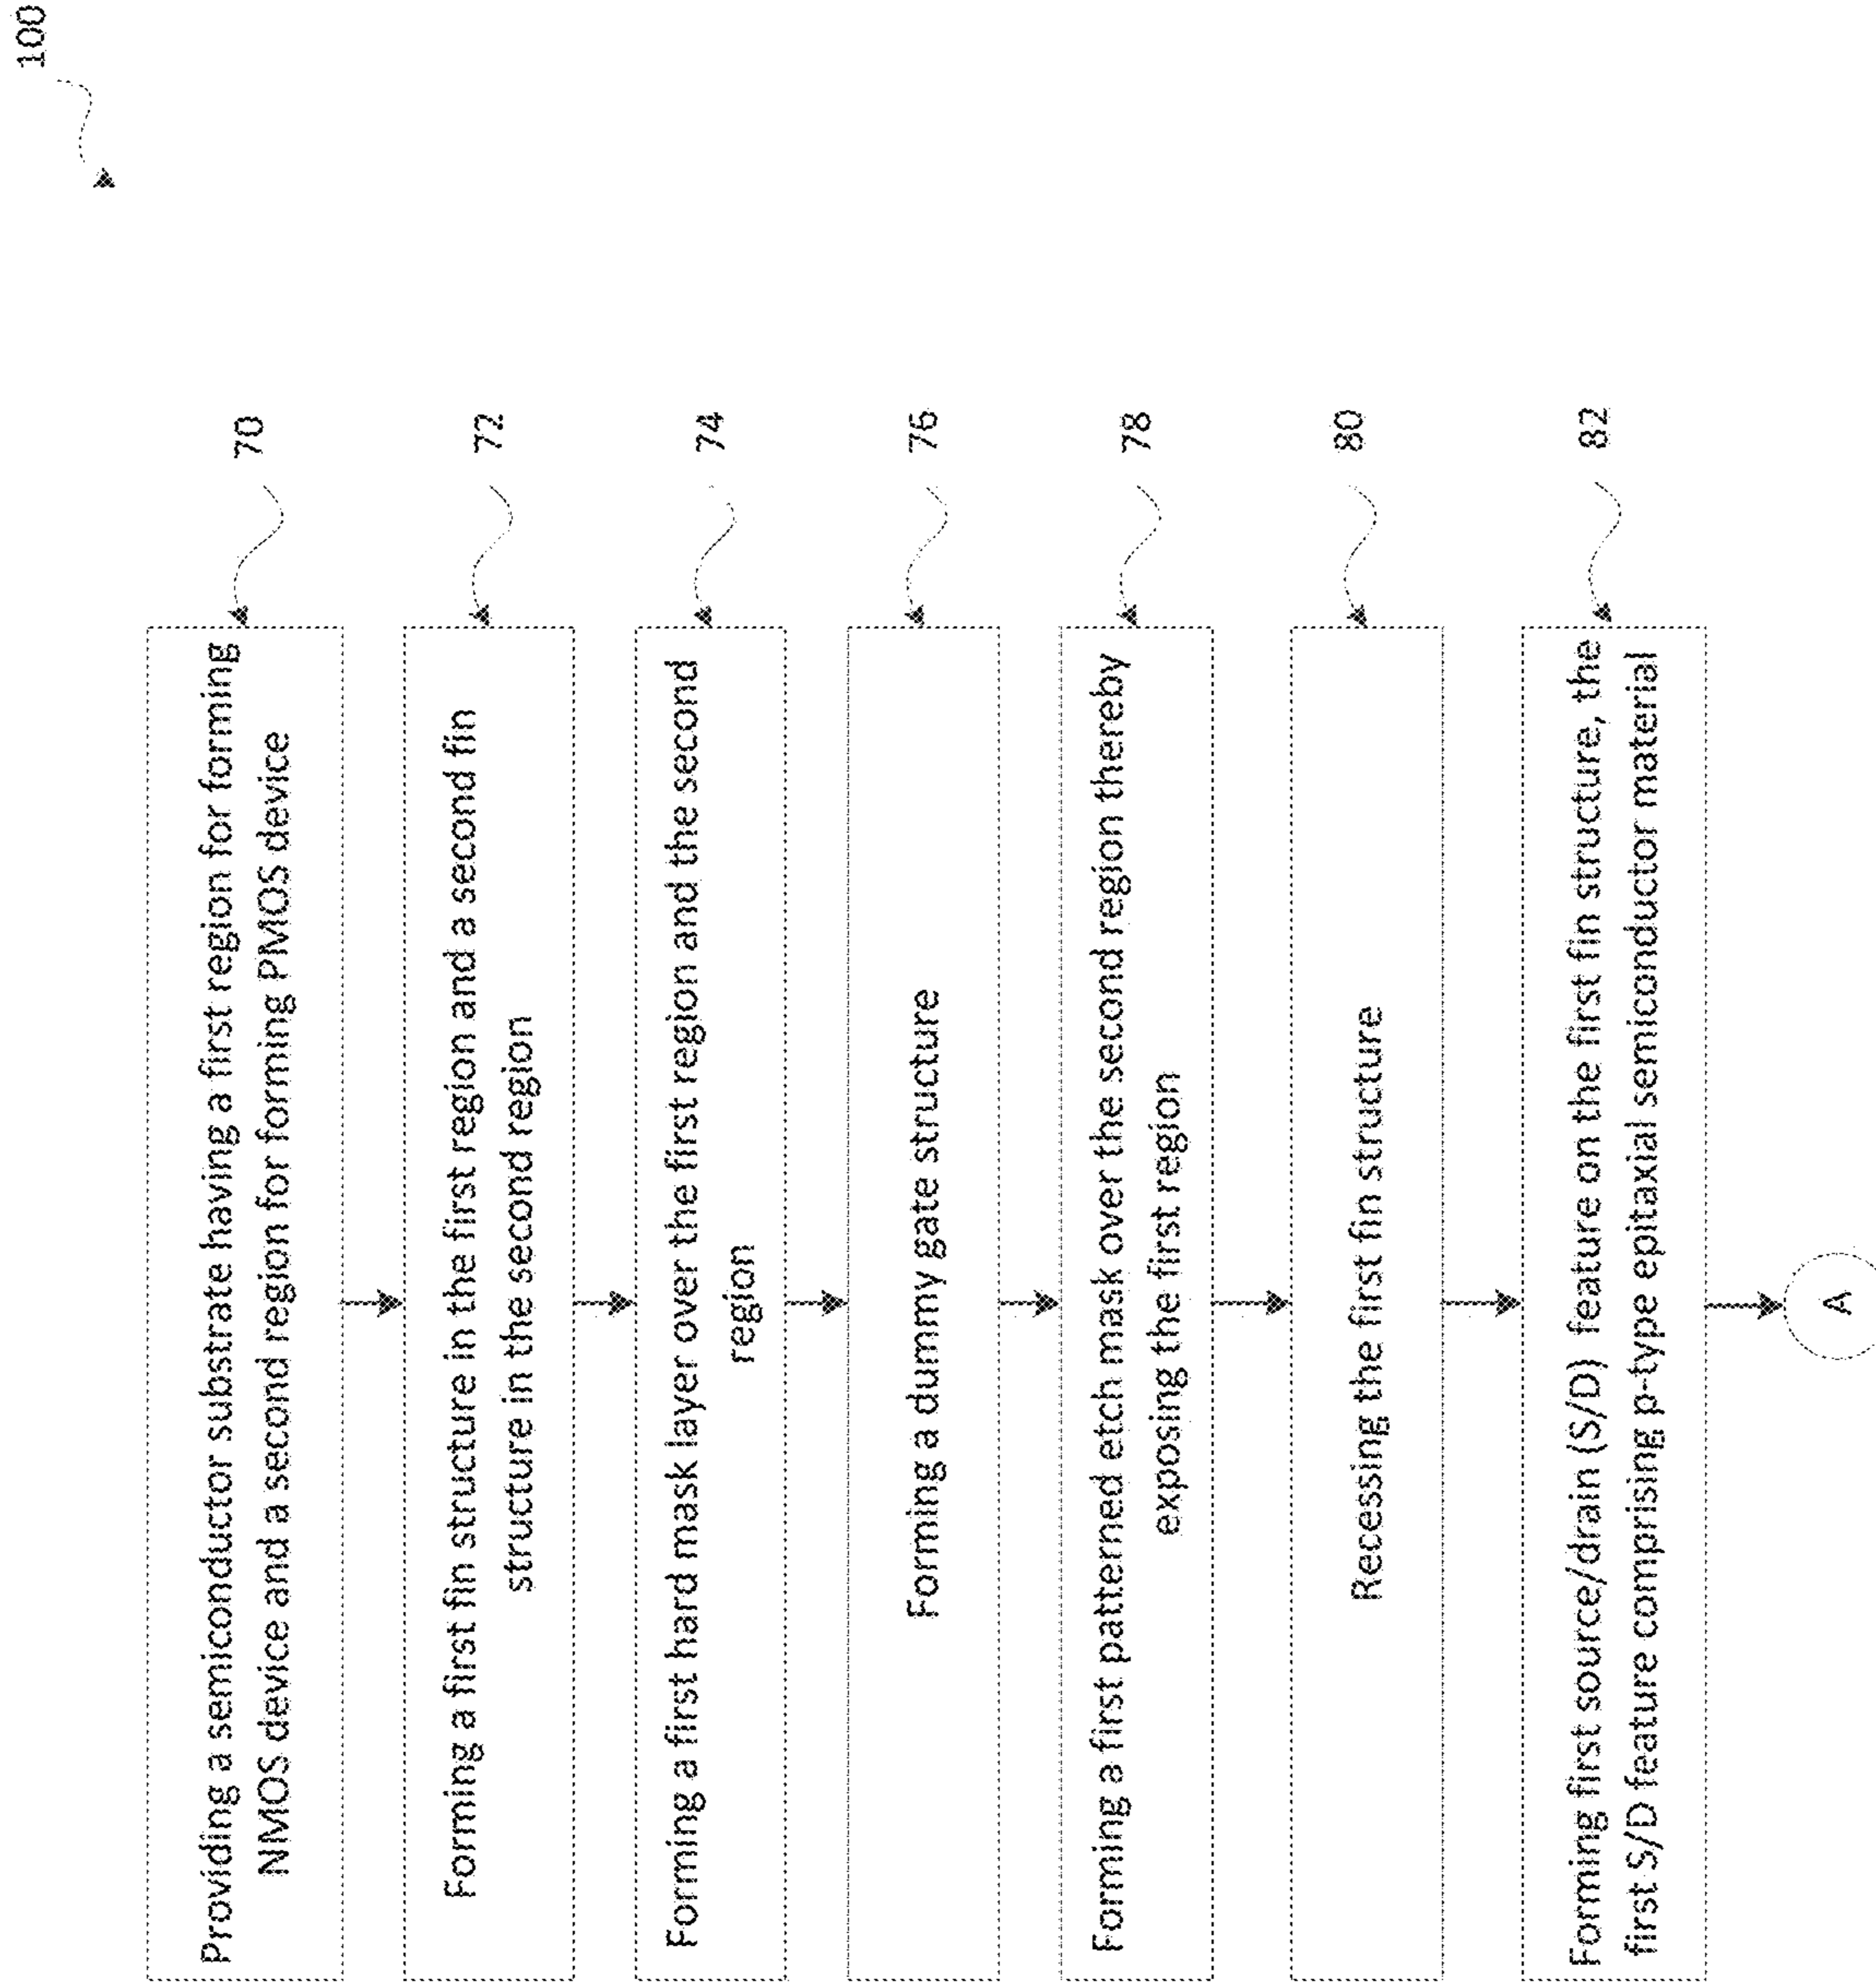 100
Providing a semiconductor substrate having a first region for forming
NMOS device and a second region for forming PMOS device
70
Forming a first fin structure in the first region and a second fin
structure in the second region
72
Forming a first hard mask layer over the first region and the second
region
74
Forming a dummy gate structure
76
Forming a first patterned etch mask over the second region thereby
exposing the first region
78
Recessing the first fin structure
80
Forming first source/drain (S/D) feature on the first fin structure, the
first S/D feature comprising p-type epitaxial semiconductor material
82
A